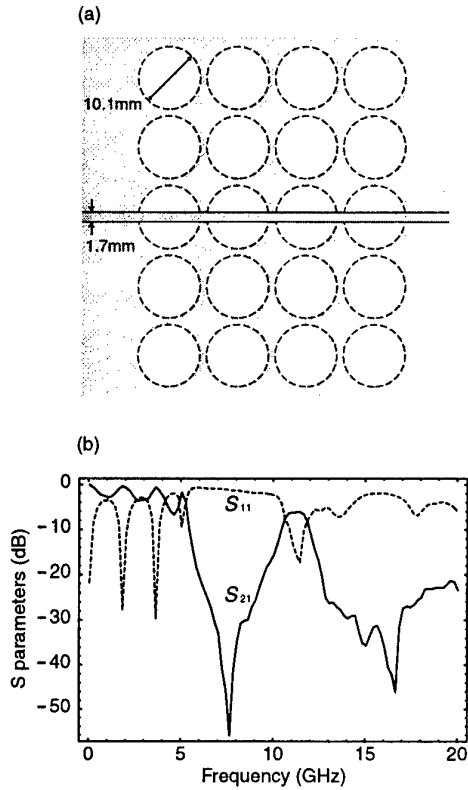 (a)
10.1mm
1.7mm
(b)
0
−10
−20
−30
−40
−50
S parameters (dB)
S11
S21
0 5 10 15 20
Frequency (GHz)